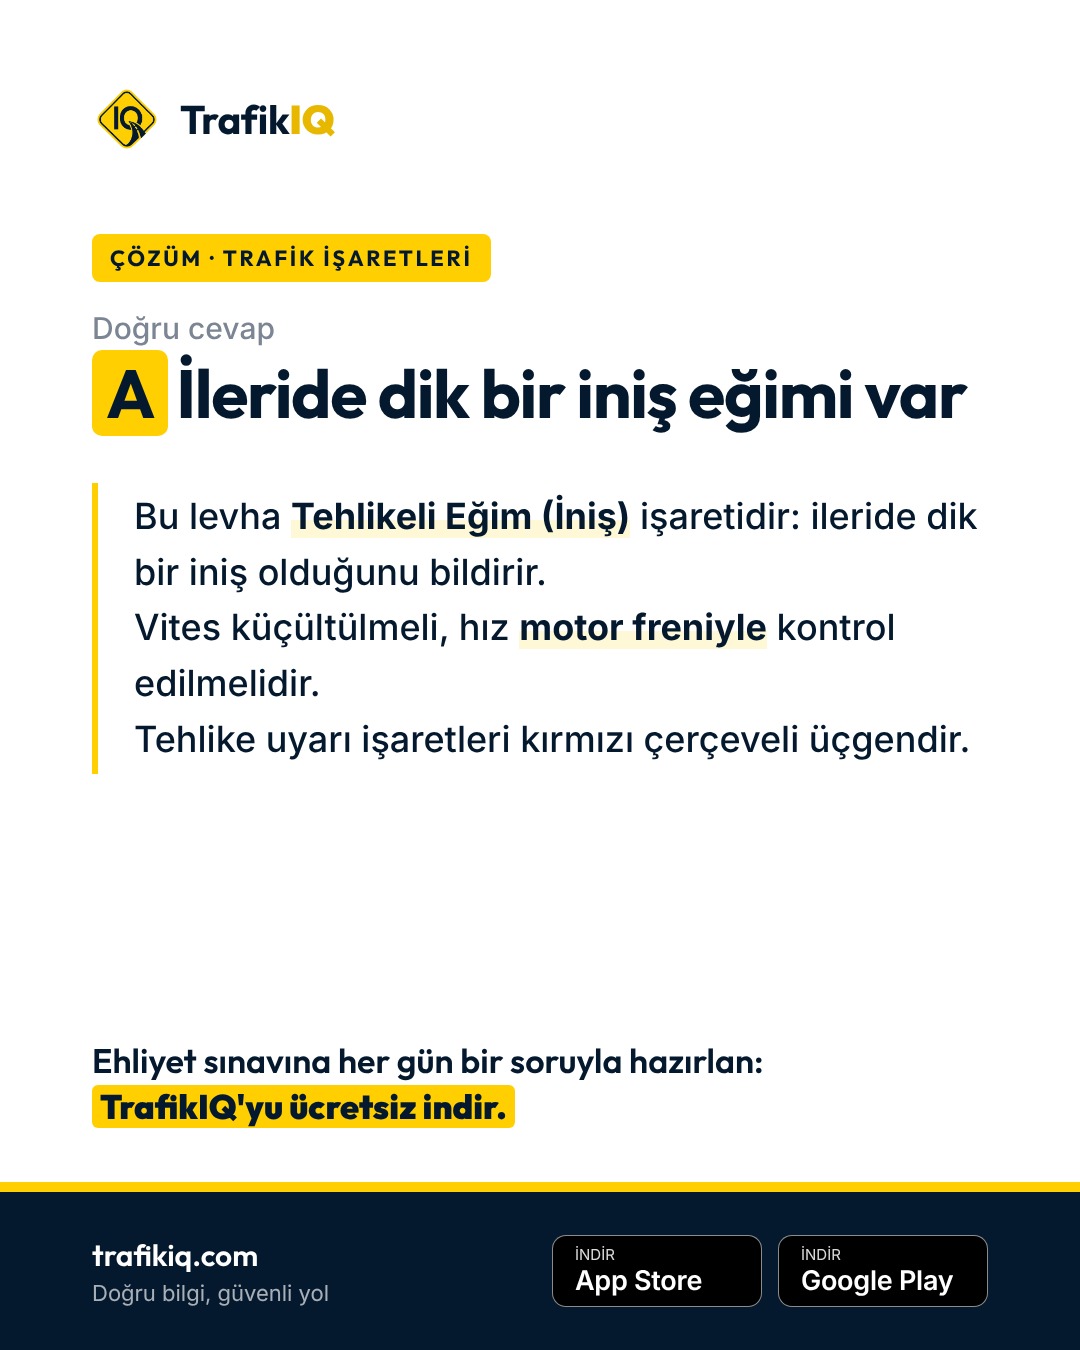 IQ
TrafikIQ
ÇÖZÜM · TRAFİK İŞARETLERİ
Doğru cevap
A İleride dik bir iniş eğimi var
Bu levha Tehlikeli Eğim (İniş) işaretidir: ileride dik
bir iniş olduğunu bildirir.
Vites küçültülmeli, hız motor freniyle kontrol
edilmelidir.
Tehlike uyarı işaretleri kırmızı çerçeveli üçgendir.
Ehliyet sınavına her gün bir soruyla hazırlan:
TrafikIQ'yu ücretsiz indir.
trafikiq.com
Doğru bilgi, güvenli yol
İNDİR
App Store
İNDİR
Google Play